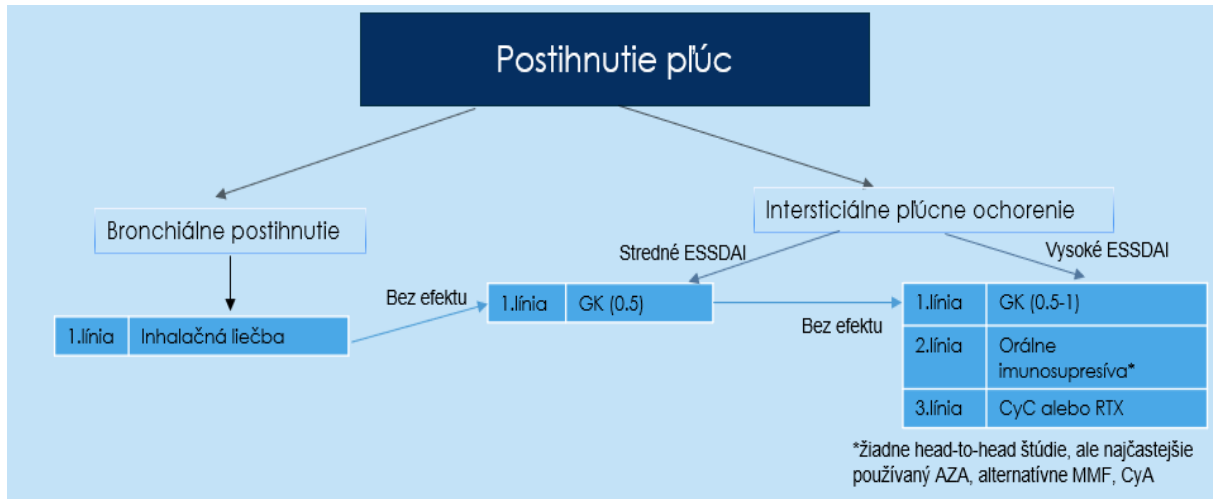 Postihnutie pľúc
Bronchiálne postihnutie
Intersticiálne pľúcne ochorenie
Stredné ESSDAI
Vysoké ESSDAI
1.línia Inhalačná liečba
Bez efektu
1.línia GK (0.5)
Bez efektu
1.línia GK (0.5-1)
2.línia Orálne
imunosupresíva*
3.línia CyC alebo RTX
*žiadne head-to-head štúdie, ale najčastejšie
používaný AZA, alternatívne MMF, CyA